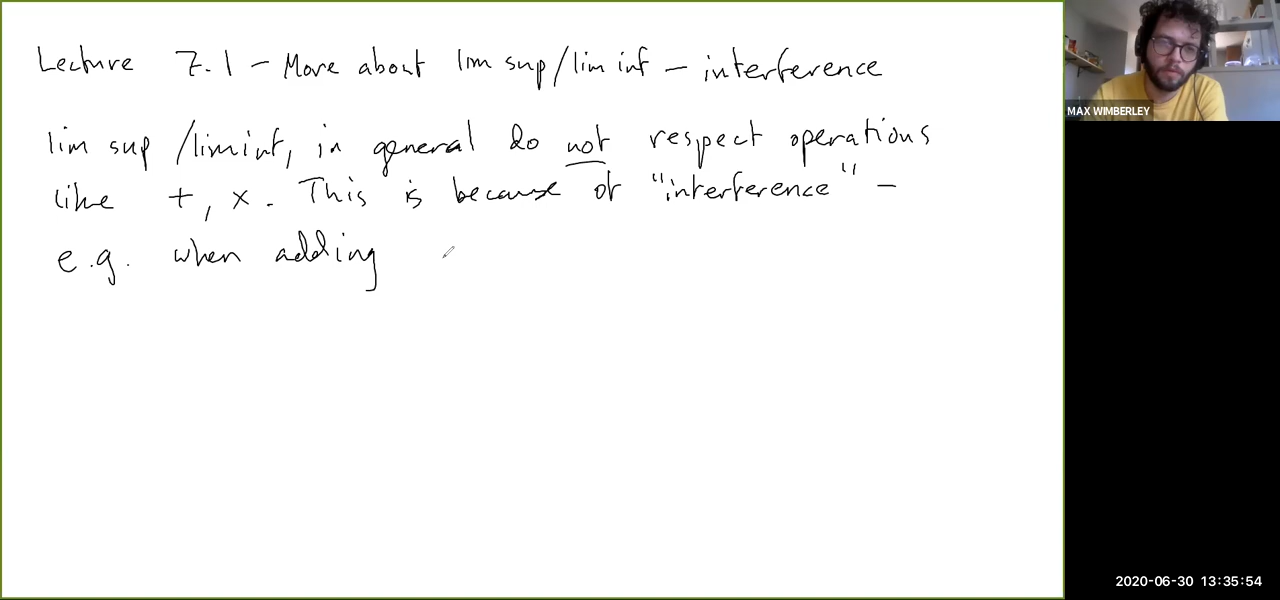 Lecture 7.1 - More about lim sup/lim inf - interference
lim sup /liminf, in general do not respect operations
like +, x. This is because of "interference" -
e.g. when adding
MAX WIMBERLEY
2020-06-30 13:35:54